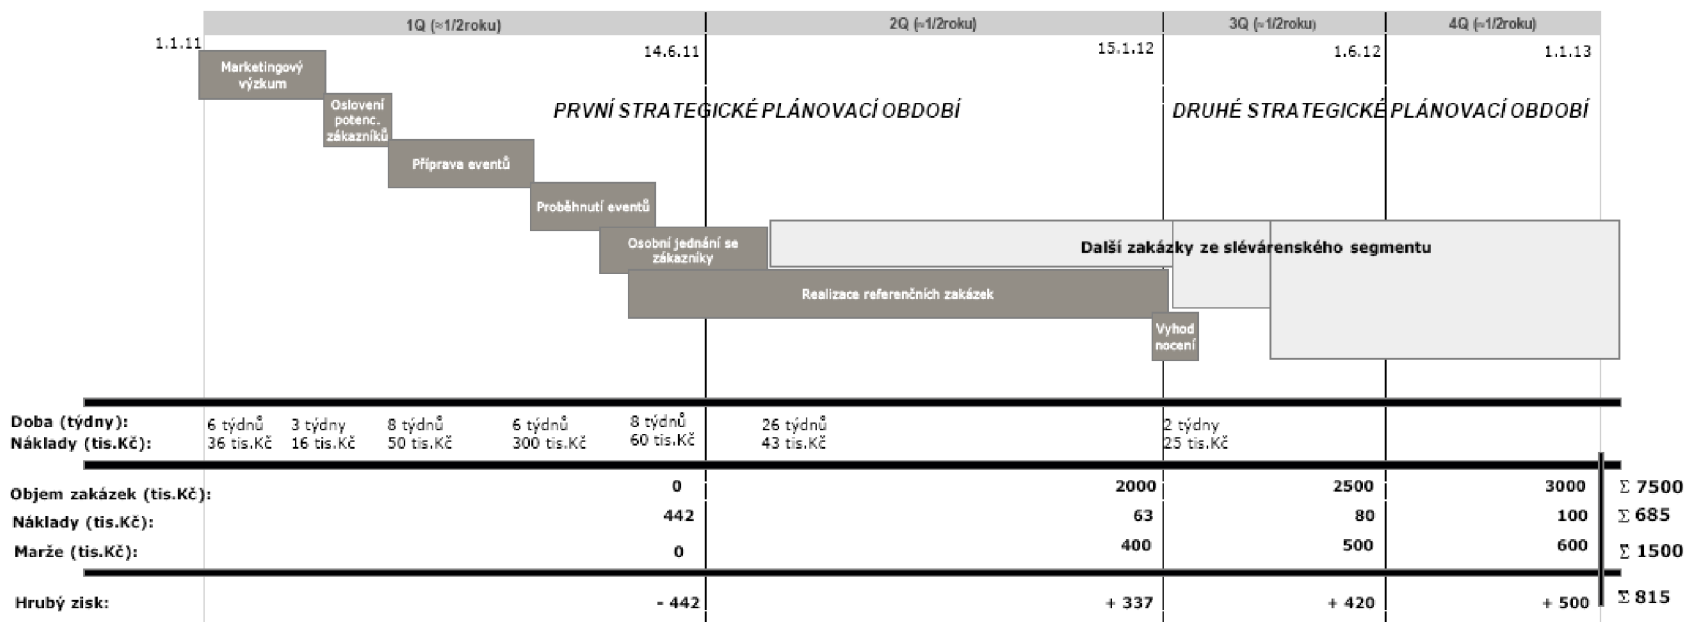 1Q (≈1/2roku) 2Q (≈1/2roku) 3Q (≈1/2roku) 4Q (≈1/2roku)
1.1.11 14.6.11 15.1.12 1.6.12 1.1.13
Marketingový
výzkum
Oslovení
potenc.
zákazníků
PRVNÍ STRATEGICKÉ PLÁNOVACÍ OBDOBÍ DRUHÉ STRATEGICKÉ PLÁNOVACÍ OBDOBÍ
Příprava eventů
Proběhnutí eventů
Osobní jednání se
zákazníky
Další zakázky ze slévárenského segmentu
Realizace referenčních zakázek
Vyhod
nocení
Doba (týdny): 6 týdnů 3 týdny 8 týdnů 6 týdnů 8 týdnů 26 týdnů 2 týdny
Náklady (tis.Kč): 36 tis.Kč 16 tis.Kč 50 tis.Kč 300 tis.Kč 60 tis.Kč 43 tis.Kč 25 tis.Kč
Objem zakázek (tis.Kč): 0 2000 2500 3000 Σ 7500
Náklady (tis.Kč): 442 63 80 100 Σ 685
Marže (tis.Kč): 0 400 500 600 Σ 1500
Hrubý zisk: - 442 + 337 + 420 + 500 Σ 815